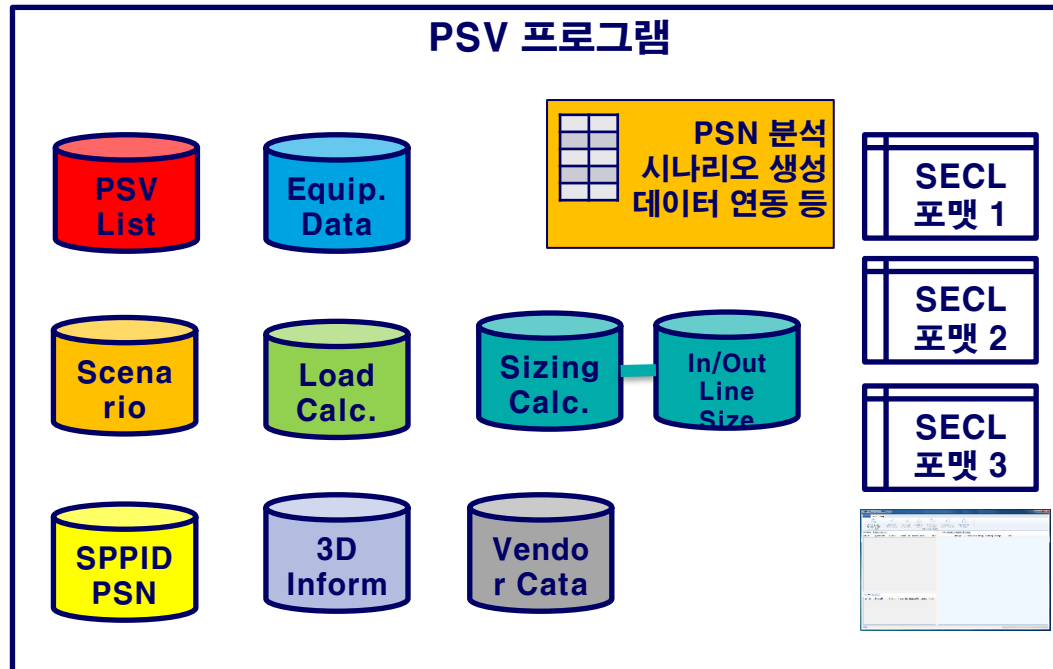 PSV 프로그램
PSV
List
Equip.
Data
PSN 분석
시나리오 생성
데이터 연동 등
SECL
포맷 1
SECL
포맷 2
Scena
rio
Load
Calc.
Sizing
Calc.
In/Out
Line
Size
SECL
포맷 3
SPPID
PSN
3D
Inform
Vendo
r Cata